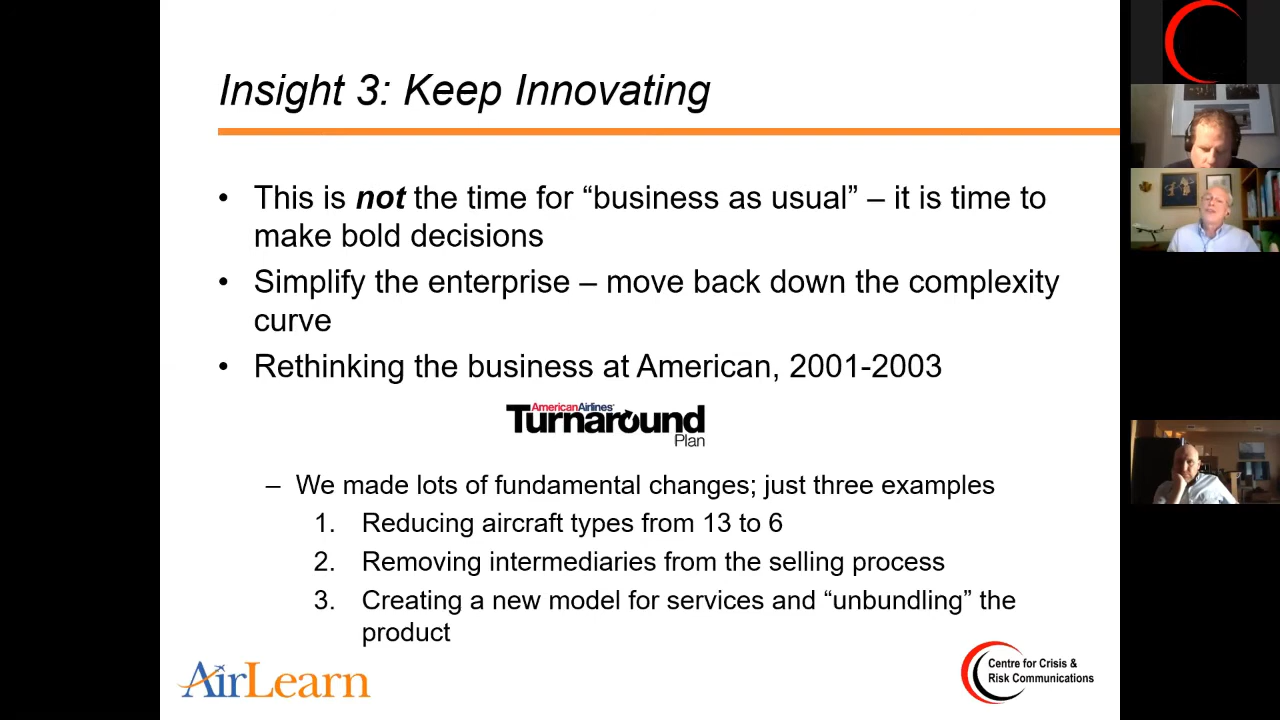 Insight 3: Keep Innovating
• This is not the time for “business as usual” – it is time to
make bold decisions
• Simplify the enterprise – move back down the complexity
curve
• Rethinking the business at American, 2001-2003
AmericanAirlines
Turnaround
Plan
– We made lots of fundamental changes; just three examples
1. Reducing aircraft types from 13 to 6
2. Removing intermediaries from the selling process
3. Creating a new model for services and “unbundling” the
product
AirLearn
Centre for Crisis &
Risk Communications